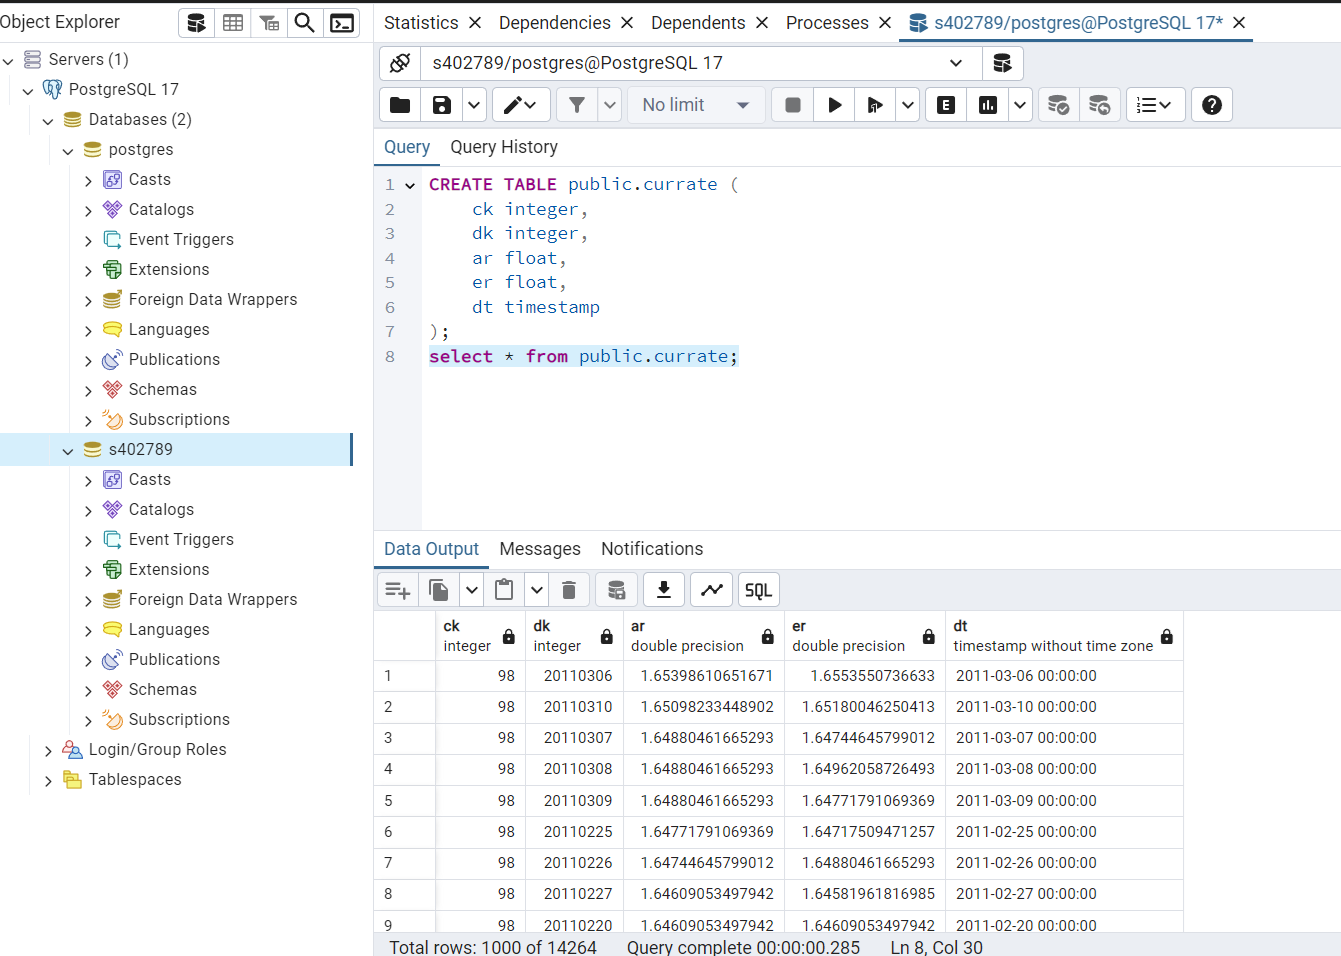 Object Explorer
Servers (1)
PostgreSQL 17
Databases (2)
postgres
Casts
Catalogs
Event Triggers
Extensions
Foreign Data Wrappers
Languages
Publications
Schemas
Subscriptions
s402789
Casts
Catalogs
Event Triggers
Extensions
Foreign Data Wrappers
Languages
Publications
Schemas
Subscriptions
Login/Group Roles
Tablespaces
Statistics Dependencies Dependents Processes s402789/postgres@PostgreSQL 17*
s402789/postgres@PostgreSQL 17
No limit E
Query Query History
1 CREATE TABLE public.currate (
2 ck integer,
3 dk integer,
4 ar float,
5 er float,
6 dt timestamp
7 );
8 select * from public.currate;
Data Output Messages Notifications
SQL
ck dk ar er dt
integer integer double precision double precision timestamp without time zone
1 98 20110306 1.65398610651671 1.6553550736633 2011-03-06 00:00:00
2 98 20110310 1.65098233448902 1.65180046250413 2011-03-10 00:00:00
3 98 20110307 1.64880461665293 1.64744645799012 2011-03-07 00:00:00
4 98 20110308 1.64880461665293 1.64962058726493 2011-03-08 00:00:00
5 98 20110309 1.64880461665293 1.64771791069369 2011-03-09 00:00:00
6 98 20110225 1.64771791069369 1.64717509471257 2011-02-25 00:00:00
7 98 20110226 1.64744645799012 1.64880461665293 2011-02-26 00:00:00
8 98 20110227 1.64609053497942 1.64581961816985 2011-02-27 00:00:00
9 98 20110220 1.64609053497942 1.64609053497942 2011-02-20 00:00:00
Total rows: 1000 of 14264 Query complete 00:00:00.285 Ln 8, Col 30